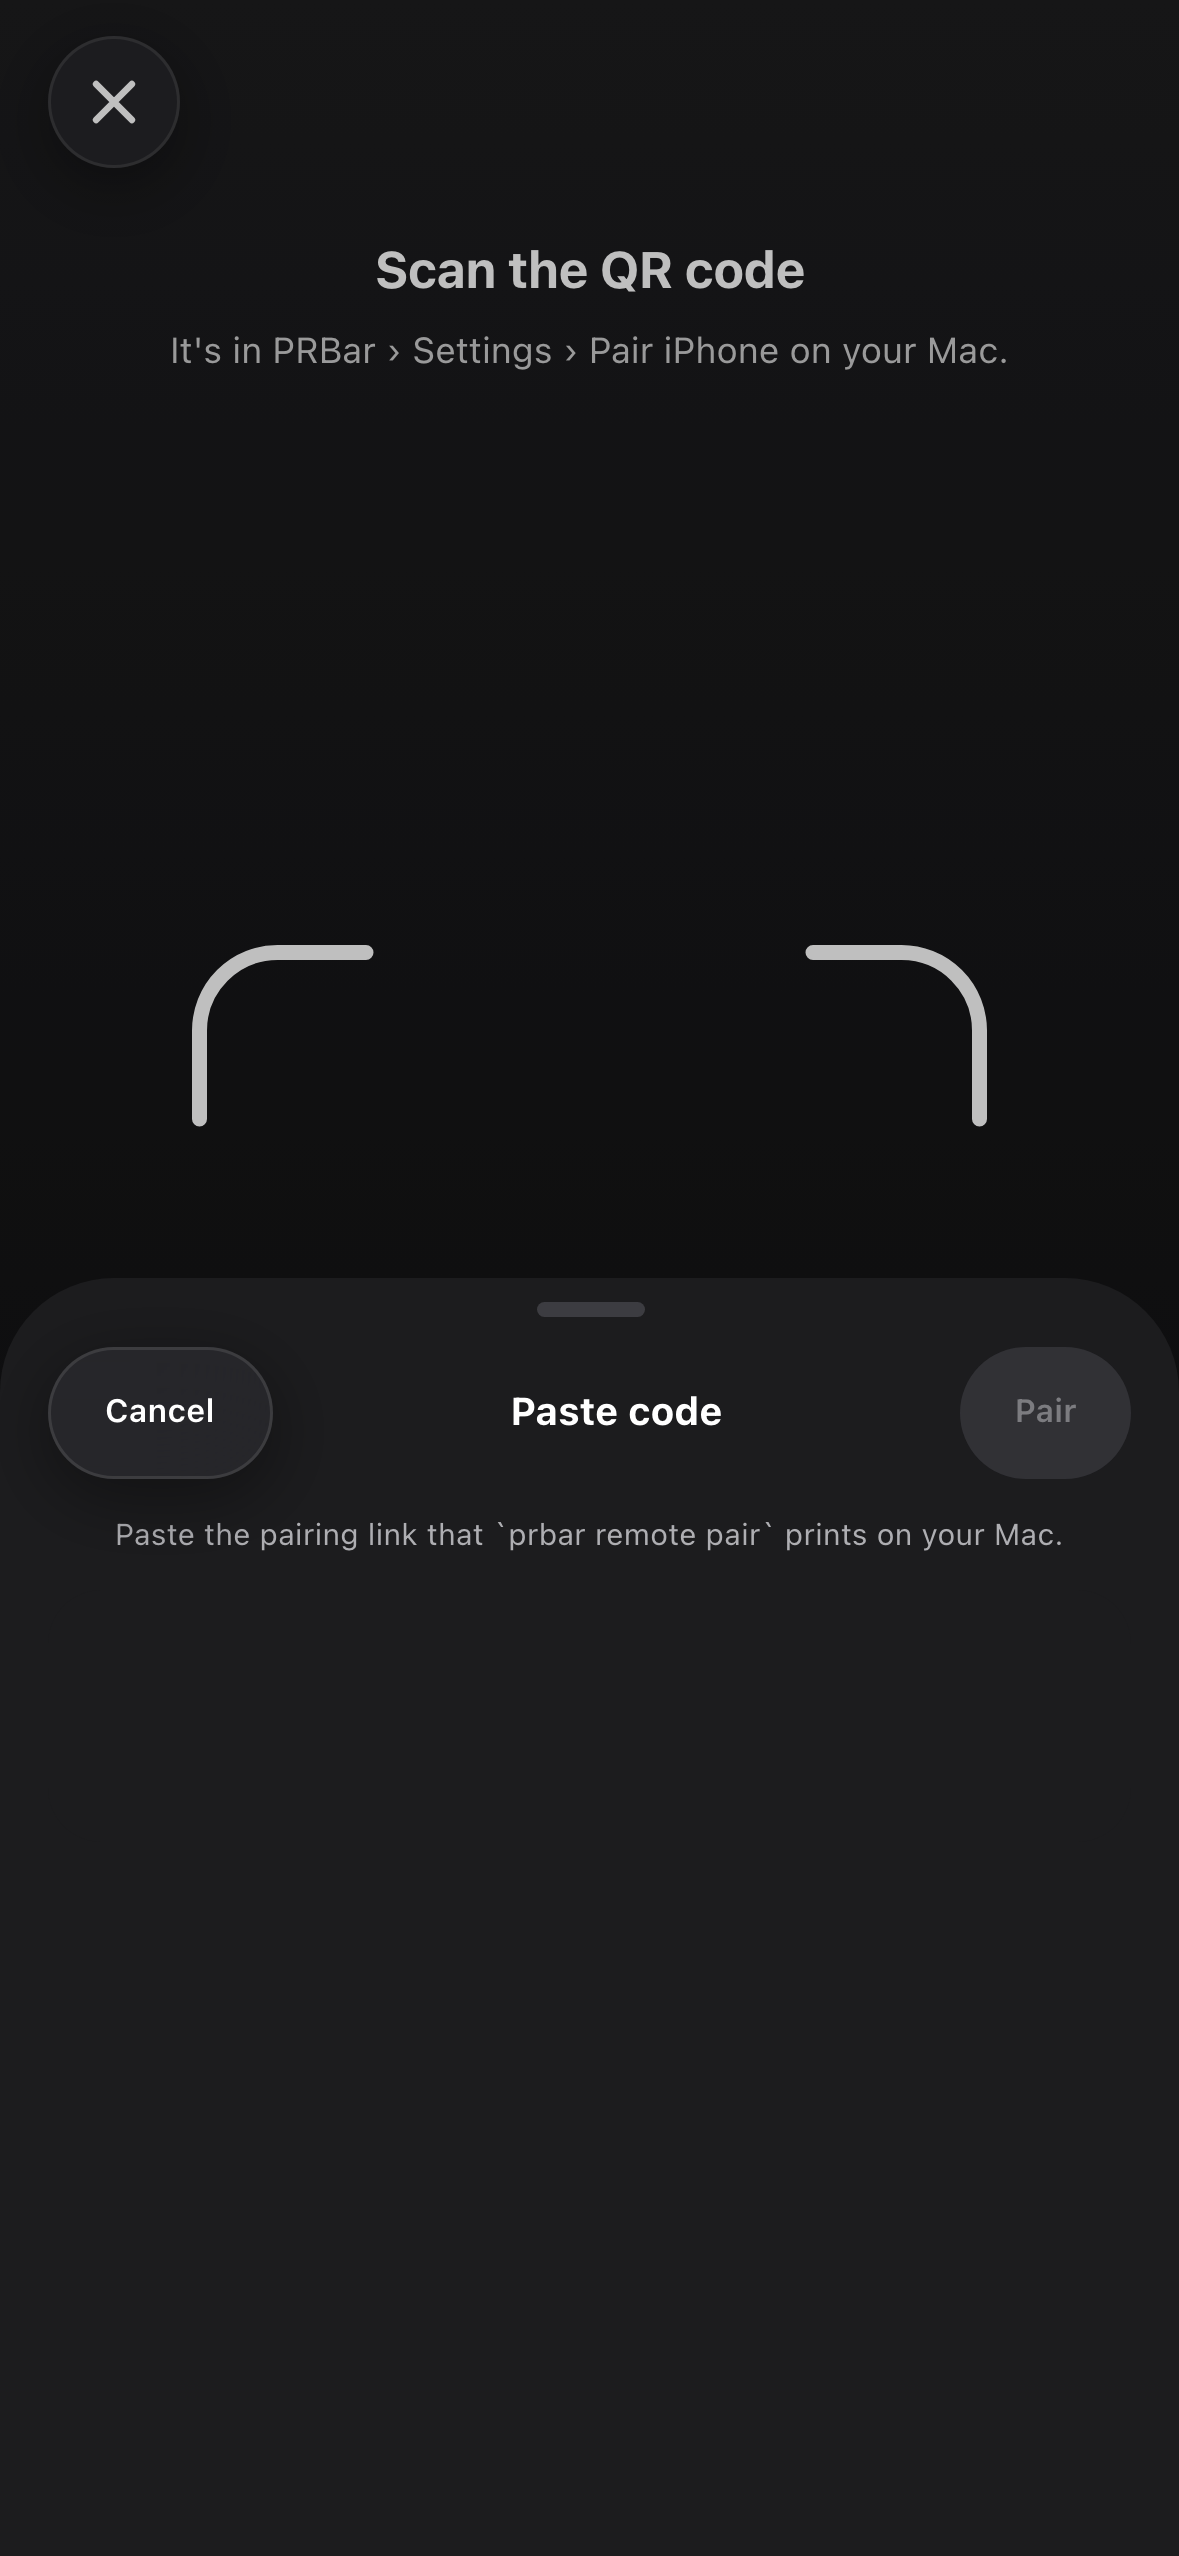 Scan the QR code
It's in PRBar › Settings › Pair iPhone on your Mac.
Cancel
Paste code
Pair
Paste the pairing link that `prbar remote pair` prints on your Mac.